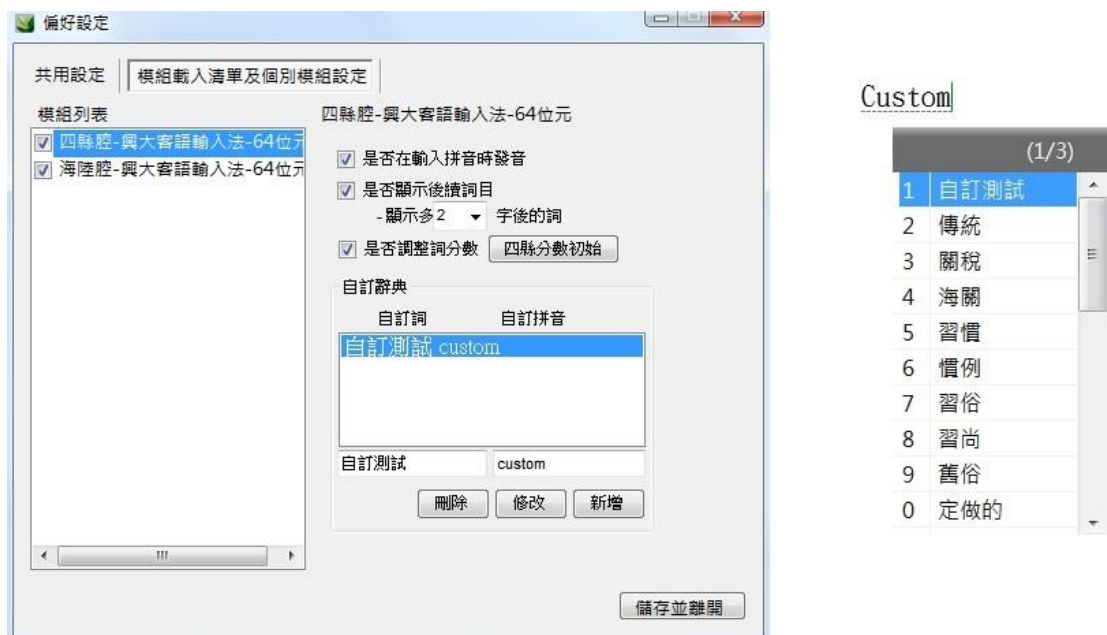 偏好設定
共用設定 模組載入清單及個別模組設定
模組列表
四縣腔-興大客語輸入法-64位元
海陸腔-興大客語輸入法-64位元
四縣腔-興大客語輸入法-64位元
是否在輸入拼音時發音
是否顯示後續詞目
-顯示多2 字後的詞
是否調整詞分數 四縣分數初始
自訂辭典
自訂詞 自訂拼音
自訂測試 custom
自訂測試 custom
刪除 修改 新增
儲存並離開
Custom
(1/3)
1 自訂測試
2 傳統
3 關稅
4 海關
5 習慣
6 慣例
7 習俗
8 習尚
9 舊俗
0 定做的